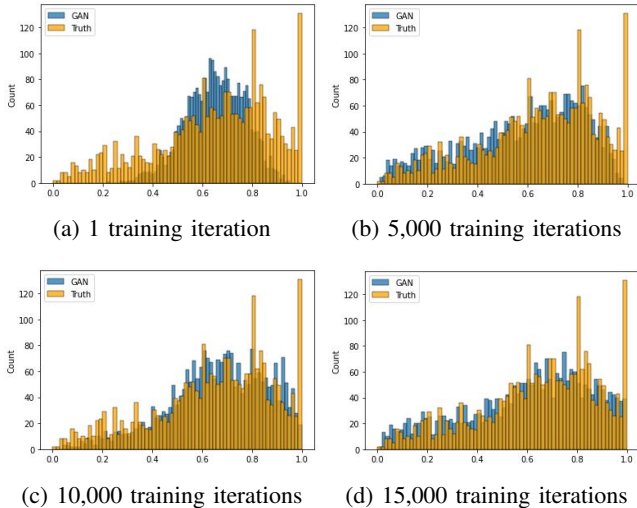 GAN
Truth
Count
120
100
80
60
40
20
0
0.0 0.2 0.4 0.6 0.8 1.0
(a) 1 training iteration
GAN
Truth
Count
120
100
80
60
40
20
0
0.0 0.2 0.4 0.6 0.8 1.0
(b) 5,000 training iterations
GAN
Truth
Count
120
100
80
60
40
20
0
0.0 0.2 0.4 0.6 0.8 1.0
(c) 10,000 training iterations
GAN
Truth
Count
120
100
80
60
40
20
0
0.0 0.2 0.4 0.6 0.8 1.0
(d) 15,000 training iterations